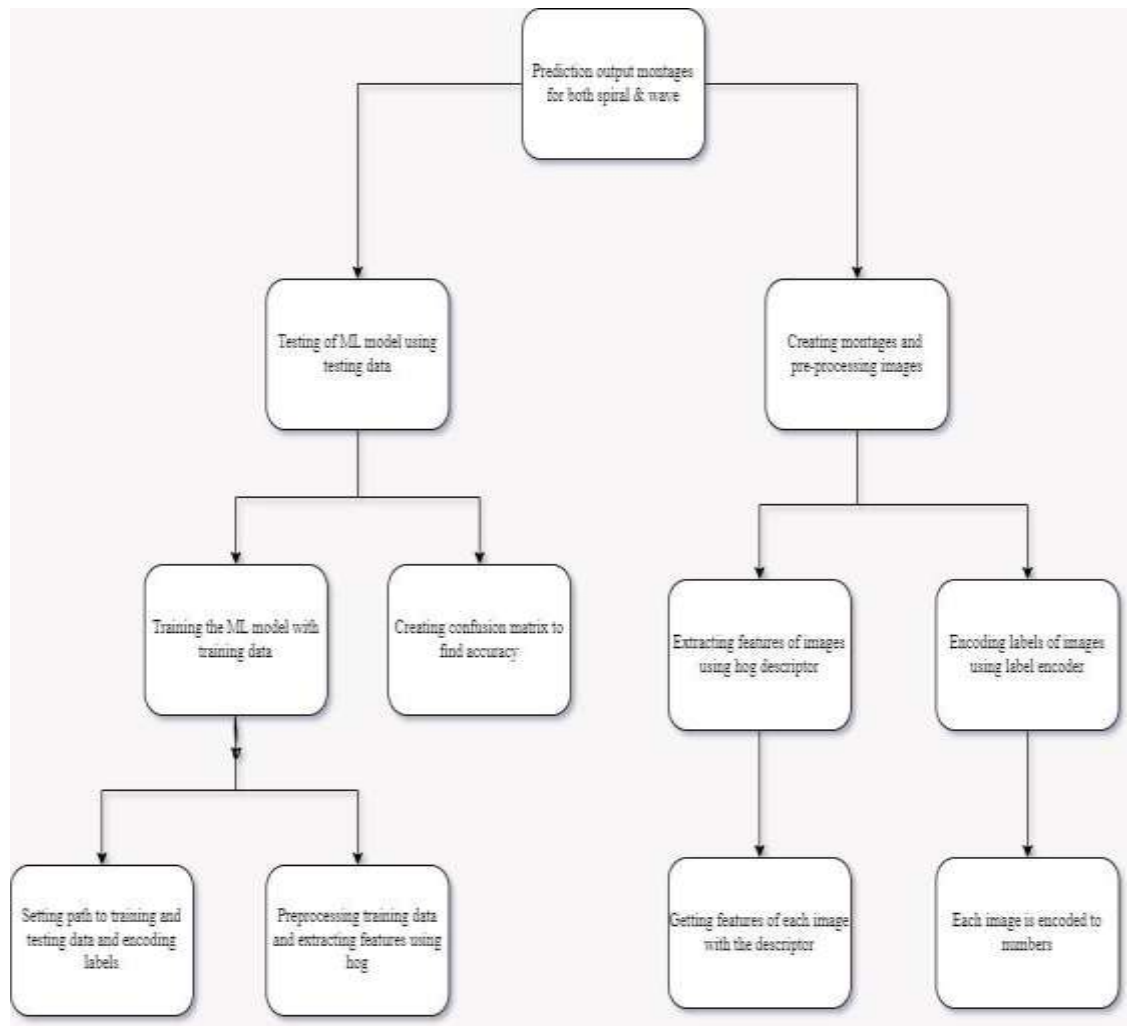 Prediction output montages
for both spiral & wave
Testing of ML model using
testing data
Creating montages and
pre-processing images
Training the ML model with
training data
Creating confusion matrix to
find accuracy
Extracting features of images
using hog descriptor
Encoding labels of images
using label encoder
Setting path to training and
testing data and encoding
labels
Preprocessing training data
and extracting features using
hog
Getting features of each image
with the descriptor
Each image is encoded to
numbers